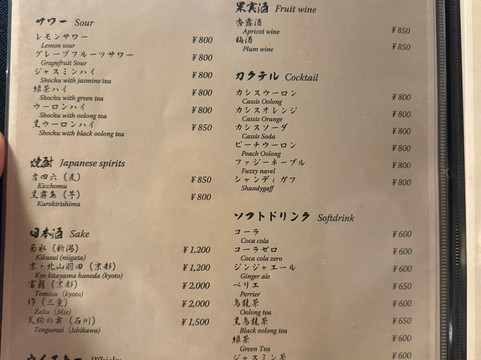 サワー Sour
レモンサワー ¥800
Lemon sour
グレープフルーツサワー ¥800
Grapefruit Sour
ジャスミンハイ ¥800
Shochu with jasmine tea
緑茶ハイ ¥800
Shochu with green tea
ウーロンハイ ¥800
Shochu with oolong tea
黒ウーロンハイ ¥850
Shochu with black oolong tea
焼酎 Japanese spirits
吉四六（麦） ¥850
Kicchomu
黒霧島（芋） ¥800
Kurokirishima
日本酒 Sake
菊水（新潟） ¥1,200
Kikusui (niigata)
京・北山羽田（京都） ¥1,200
Kyo kitayama haneda (kyoto)
富翁（京都） ¥2,000
Tomiou (kyoto)
作（三重） ¥2,000
Zaku (Mie)
天狗の舞（石川） ¥1,500
Tengumai (Ishikawa)
ウイスキー Whisky
果実酒 Fruit wine
杏露酒 ¥850
Apricot wine
梅酒 ¥850
Plum wine
カクテル Cocktail
カシスウーロン ¥800
Cassis Oolong
カシスオレンジ ¥800
Cassis Orange
カシスソーダ ¥800
Cassis Soda
ピーチウーロン ¥800
Peach Oolong
ファジーネーブル ¥800
Fuzzy navel
シャンディガフ ¥800
Shandygaff
ソフトドリンク Softdrink
コーラ ¥600
Coca cola
コーラゼロ ¥600
Coca cola zero
ジンジャエール ¥600
Ginger ale
ペリエ ¥650
Perrier
烏龍茶 ¥600
Oolong tea
黒烏龍茶 ¥650
Black oolong tea
緑茶 ¥600
Green Tea
ジャスミン茶 ¥600